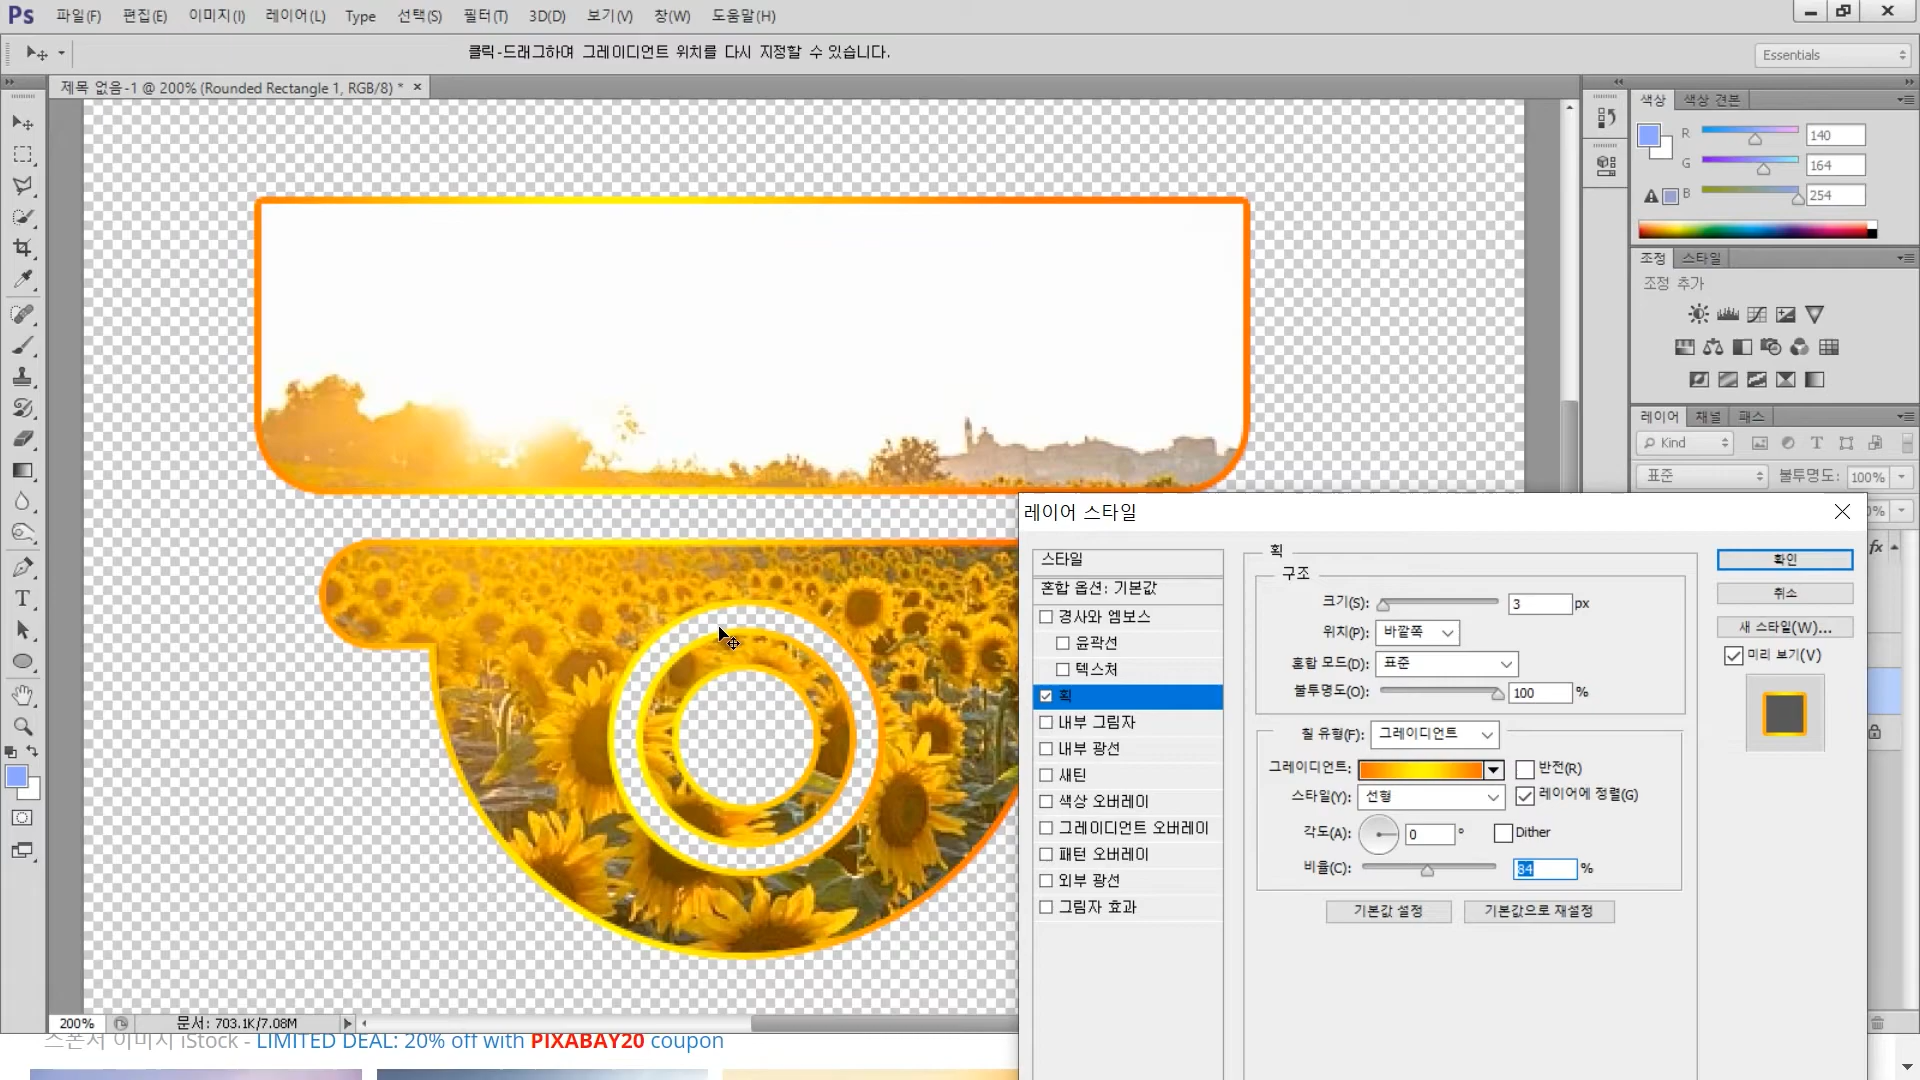 Ps 파일(F) 편집(E) 이미지(I) 레이어(L) Type 선택(S) 필터(T) 3D(D) 보기(V) 창(W) 도움말(H)
클릭-드래그하여 그레이디언트 위치를 다시 지정할 수 있습니다.
Essentials
제목 없음-1 @ 200% (Rounded Rectangle 1, RGB/8) * ×
색상 색상 견본
R 140
G 164
B 254
조정 스타일
조정 추가
레이어 채널 패스
Kind
표준 불투명도: 100%
0%
fx
레이어 스타일
스타일
혼합 옵션: 기본값
경사와 엠보스
윤곽선
텍스처
획
내부 그림자
내부 광선
새틴
색상 오버레이
그레이디언트 오버레이
패턴 오버레이
외부 광선
그림자 효과
획
구조
크기(S): 3 px
위치(P): 바깥쪽
혼합 모드(D): 표준
불투명도(O): 100 %
칠 유형(F): 그레이디언트
그레이디언트: 반전(R)
스타일(Y): 선형 레이어에 정렬(G)
각도(A): 0 ° Dither
비율(C): 84 %
기본값 설정 기본값으로 재설정
확인
취소
새 스타일(W)...
미리 보기(V)
200% 문서: 703.1K/7.08M
스폰서 이미지 iStock - LIMITED DEAL: 20% off with PIXABAY20 coupon